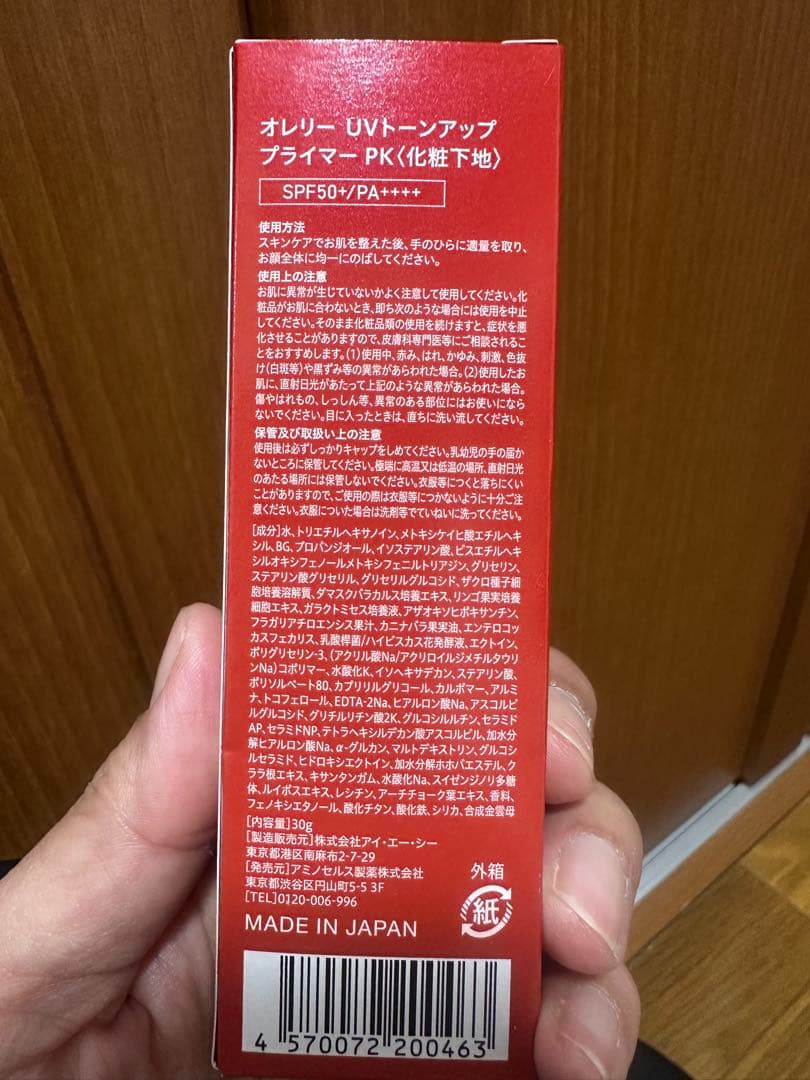 オレリー UVトーンアップ
プライマー PK〈化粧下地〉
SPF50+/PA++++
使用方法
スキンケアでお肌を整えた後、手のひらに適量を取り、
お顔全体に均一にのばしてください。
使用上の注意
お肌に異常が生じていないかよく注意して使用してください。化
粧品がお肌に合わないとき、即ち次のような場合には使用を中止
してください。そのまま化粧品類の使用を続けますと、症状を悪
化させることがありますので、皮膚科専門医等にご相談されるこ
とをおすすめします。(1)使用中、赤み、はれ、かゆみ、刺激、色抜
け(白斑等)や黒ずみ等の異常があらわれた場合。(2)使用したお
肌に、直射日光があたって上記のような異常があらわれた場合。
傷やはれもの、しっしん等、異常のある部位にはお使いになら
ないでください。目に入ったときは、直ちに洗い流してください。
保管及び取扱い上の注意
使用後は必ずしっかりキャップをしめてください。乳幼児の手の届か
ないところに保管してください。極端に高温又は低温の場所、直射日光
のあたる場所には保管しないでください。衣服等につくと落ちにくい
ことがありますので、ご使用の際は衣服等につかないように十分ご注
意ください。衣服についた場合は洗剤等でていねいに洗ってください。
[成分]水、トリエチルヘキサノイン、メトキシケイヒ酸エチルヘキ
シル、BG、プロパンジオール、イソステアリン酸、ビスエチルヘキ
シルオキシフェノールメトキシフェニルトリアジン、グリセリン、
ステアリン酸グリセリル、グリセリルグルコシド、ザクロ種子細
胞培養溶解質、ダマスクバラカルス培養エキス、リンゴ果実培養
細胞エキス、ガラクトミセス培養液、アザオキソヒポキサンチン、
フラガリアチロエンシス果汁、カニナバラ果実油、エンテロコッ
カスフェカリス、乳酸桿菌/ハイビスカス花発酵液、エクトイン、
ポリグリセリン-3、(アクリル酸Na/アクリロイルジメチルタウリ
ンNa)コポリマー、水酸化K、イソヘキサデカン、ステアリン酸、
ポリソルベート80、カプリリルグリコール、カルボマー、アルミ
ナ、トコフェロール、EDTA-2Na、ヒアルロン酸Na、アスコルビ
ルグルコシド、グリチルリチン酸2K、グルコシルルチン、セラミド
AP、セラミドNP、テトラヘキシルデカン酸アスコルビル、加水分
解ヒアルロン酸Na、α-グルカン、マルトデキストリン、グルコシ
ルセラミド、ヒドロキシエクトイン、加水分解ホホバエステル、ク
ララ根エキス、キサンタンガム、水酸化Na、スイゼンジノリ多糖
体、ルイボスエキス、レシチン、アーチチョーク葉エキス、香料、
フェノキシエタノール、酸化チタン、酸化鉄、シリカ、合成金雲母
[内容量]30g
[製造販売元]株式会社アイ・エー・シー
東京都港区南麻布2-7-29
[発売元]アミノセルス製薬株式会社
東京都渋谷区円山町5-5 3F
[TEL]0120-006-996
外箱
紙
MADE IN JAPAN
4 570072 200463